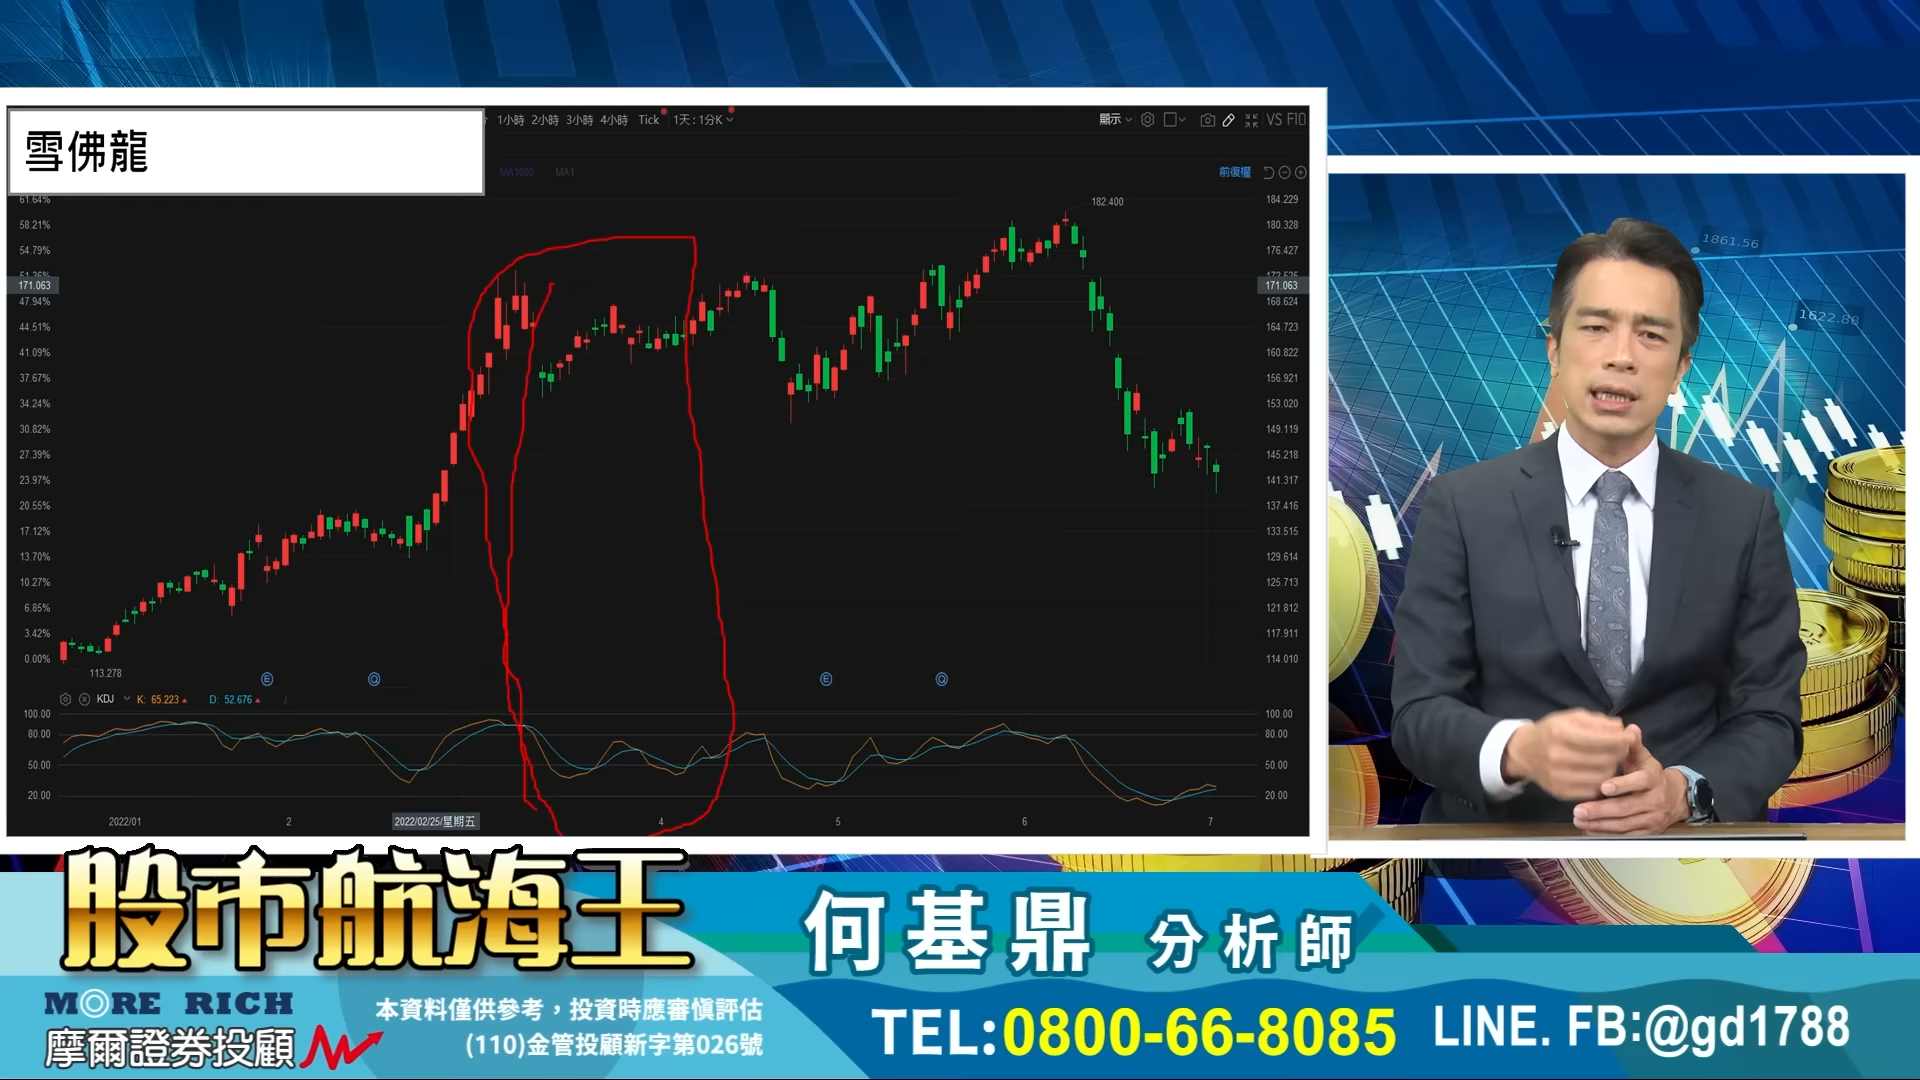 雪佛龍
1小時 2小時 3小時 4小時 Tick 1天:1分K
顯示 VS F10
MA1000 MA1
前復權
182.400
61.64% 184.229
58.21% 180.328
54.79% 176.427
171.063 171.063
47.94% 168.624
44.51% 164.723
41.09% 160.822
37.67% 156.921
34.24% 153.020
30.82% 149.119
27.39% 145.218
23.97% 141.317
20.55% 137.416
17.12% 133.515
13.70% 129.614
10.27% 125.713
6.85% 121.812
3.42% 117.911
0.00% 114.010
113.278
E Q E Q
KDJ K: 65.223 D: 52.676 J
100.00 100.00
80.00 80.00
50.00 50.00
20.00 20.00
2022/01 2 2022/02/25/星期五 4 5 6 7
1861.56
1622.88
股市航海王
何基鼎 分析師
MORE RICH
摩爾證券投顧
本資料僅供參考，投資時應審慎評估
(110)金管投顧新字第026號
TEL:0800-66-8085
LINE. FB:@gd1788